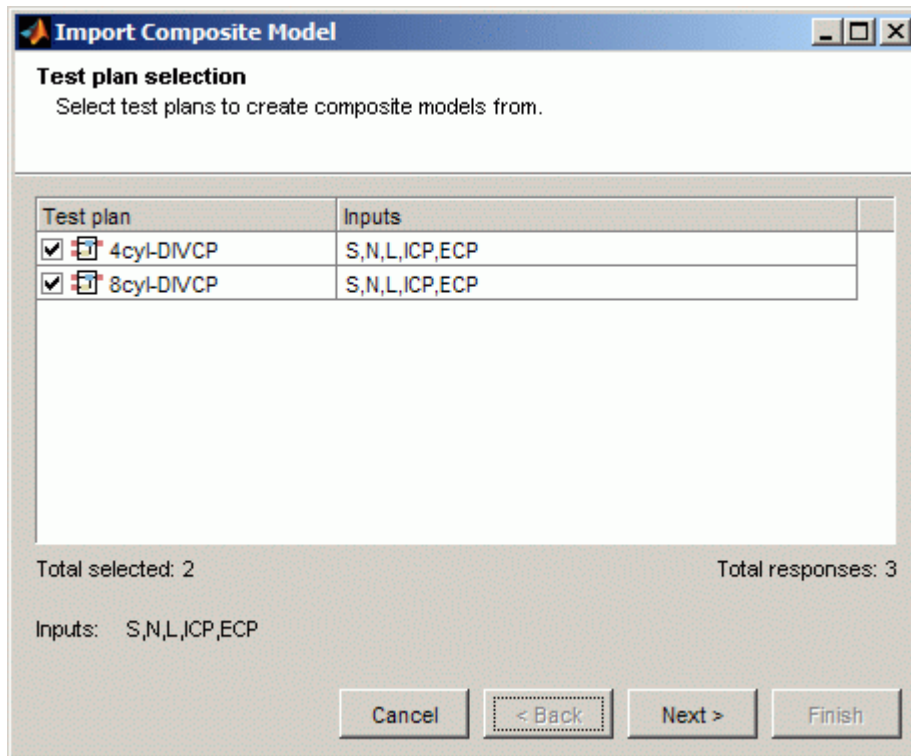 Import Composite Model
Test plan selection
Select test plans to create composite models from.
Test plan Inputs
4cyl-DIVCP S,N,L,ICP,ECP
8cyl-DIVCP S,N,L,ICP,ECP
Total selected: 2 Total responses: 3
Inputs: S,N,L,ICP,ECP
Cancel < Back Next > Finish